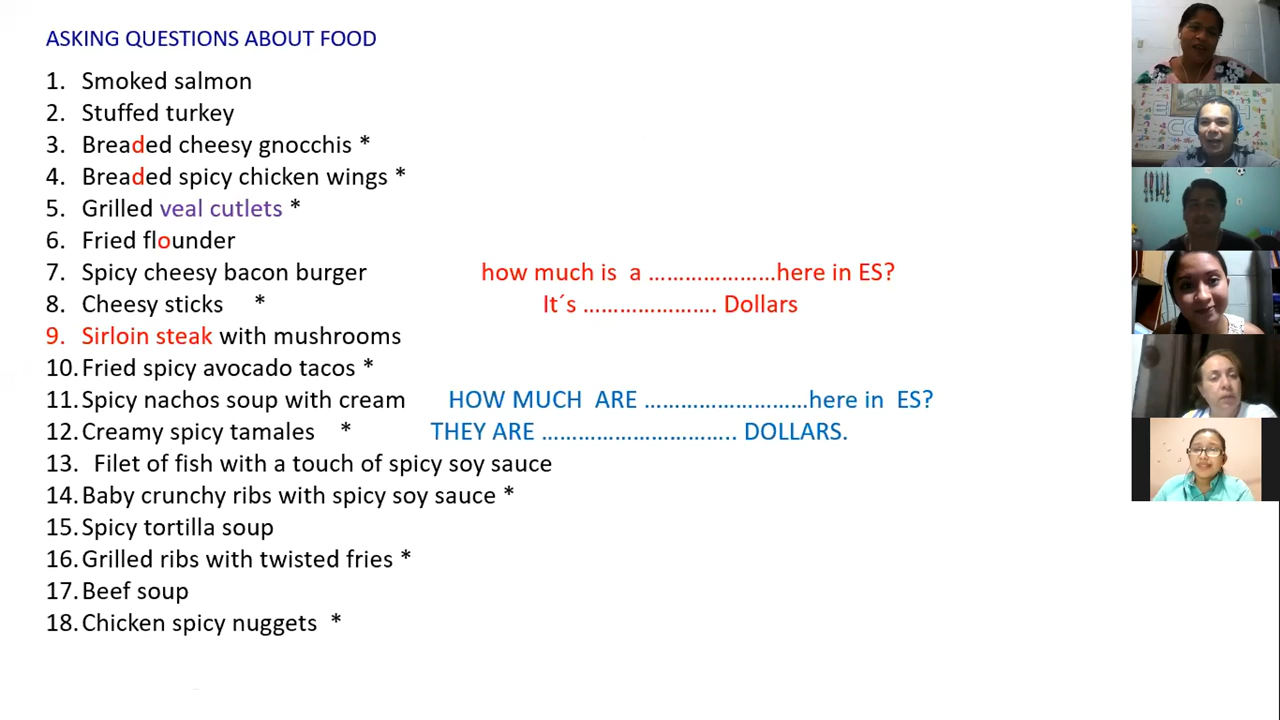 ASKING QUESTIONS ABOUT FOOD
1. Smoked salmon
2. Stuffed turkey
3. Breaded cheesy gnocchis *
4. Breaded spicy chicken wings *
5. Grilled veal cutlets *
6. Fried flounder
7. Spicy cheesy bacon burger how much is a …………………here in ES?
8. Cheesy sticks * It´s …………………. Dollars
9. Sirloin steak with mushrooms
10. Fried spicy avocado tacos *
11. Spicy nachos soup with cream HOW MUCH ARE ………………………here in ES?
12. Creamy spicy tamales * THEY ARE ………………………….. DOLLARS.
13. Filet of fish with a touch of spicy soy sauce
14. Baby crunchy ribs with spicy soy sauce *
15. Spicy tortilla soup
16. Grilled ribs with twisted fries *
17. Beef soup
18. Chicken spicy nuggets *